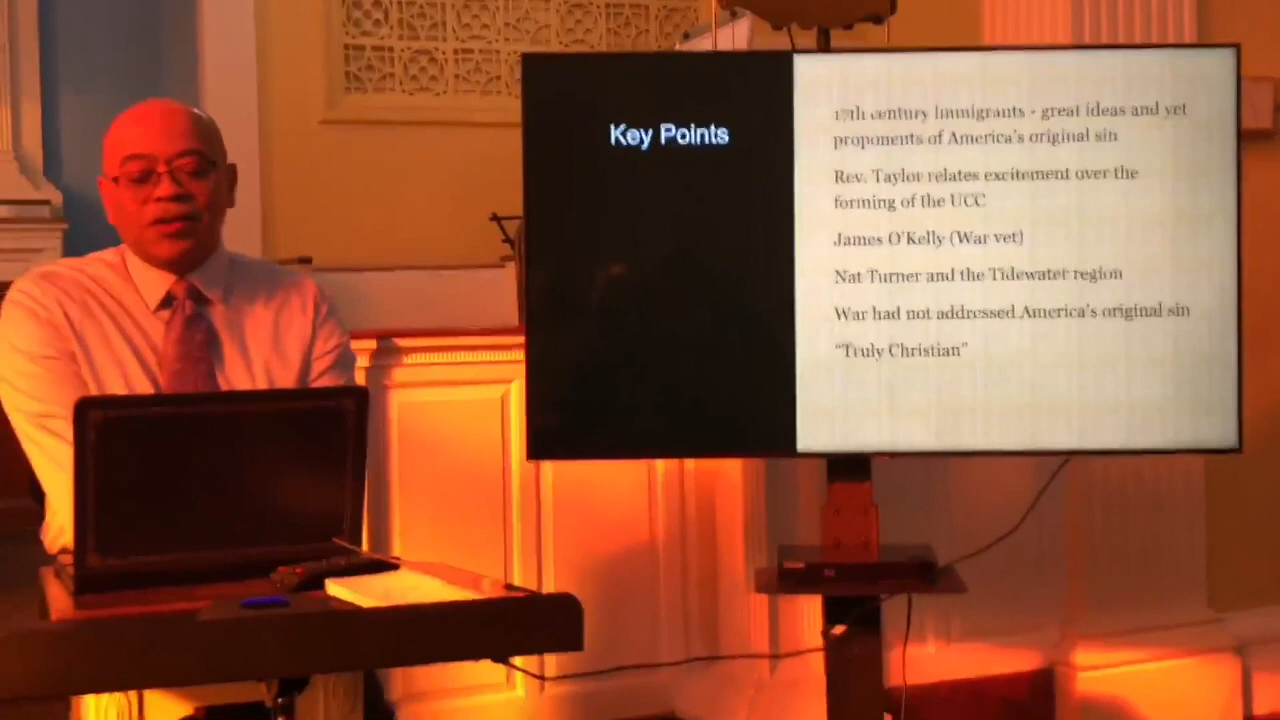 Key Points
17th century Immigrants - great ideas and yet
proponents of America's original sin
Rev. Taylor relates excitement over the
forming of the UCC
James O'Kelly (War vet)
Nat Turner and the Tidewater region
War had not addressed America's original sin
"Truly Christian"